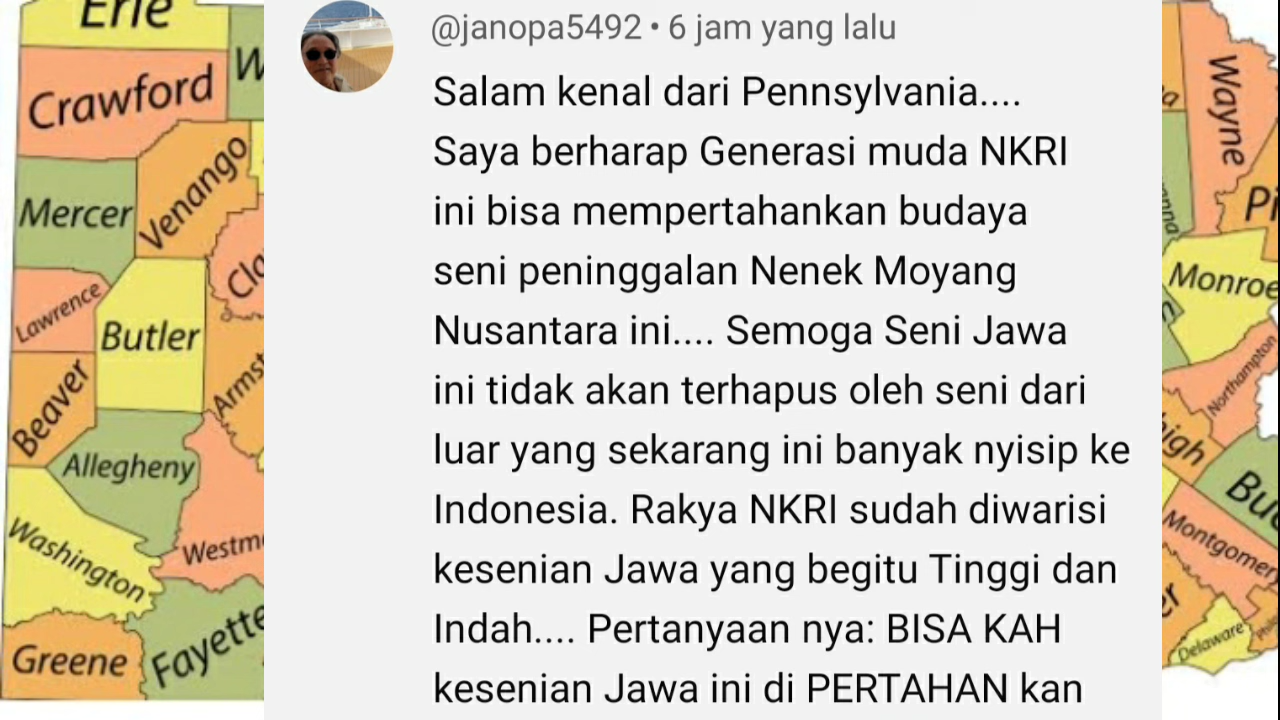 @janopa5492 • 6 jam yang lalu
Salam kenal dari Pennsylvania....
Saya berharap Generasi muda NKRI
ini bisa mempertahankan budaya
seni peninggalan Nenek Moyang
Nusantara ini.... Semoga Seni Jawa
ini tidak akan terhapus oleh seni dari
luar yang sekarang ini banyak nyisip ke
Indonesia. Rakya NKRI sudah diwarisi
kesenian Jawa yang begitu Tinggi dan
Indah.... Pertanyaan nya: BISA KAH
kesenian Jawa ini di PERTAHAN kan
Erie
Crawford
Mercer
Venango
Lawrence
Butler
Beaver
Allegheny
Washington
Greene
Fayette
Wayne
Monroe
Northampton
Montgomery
Delaware